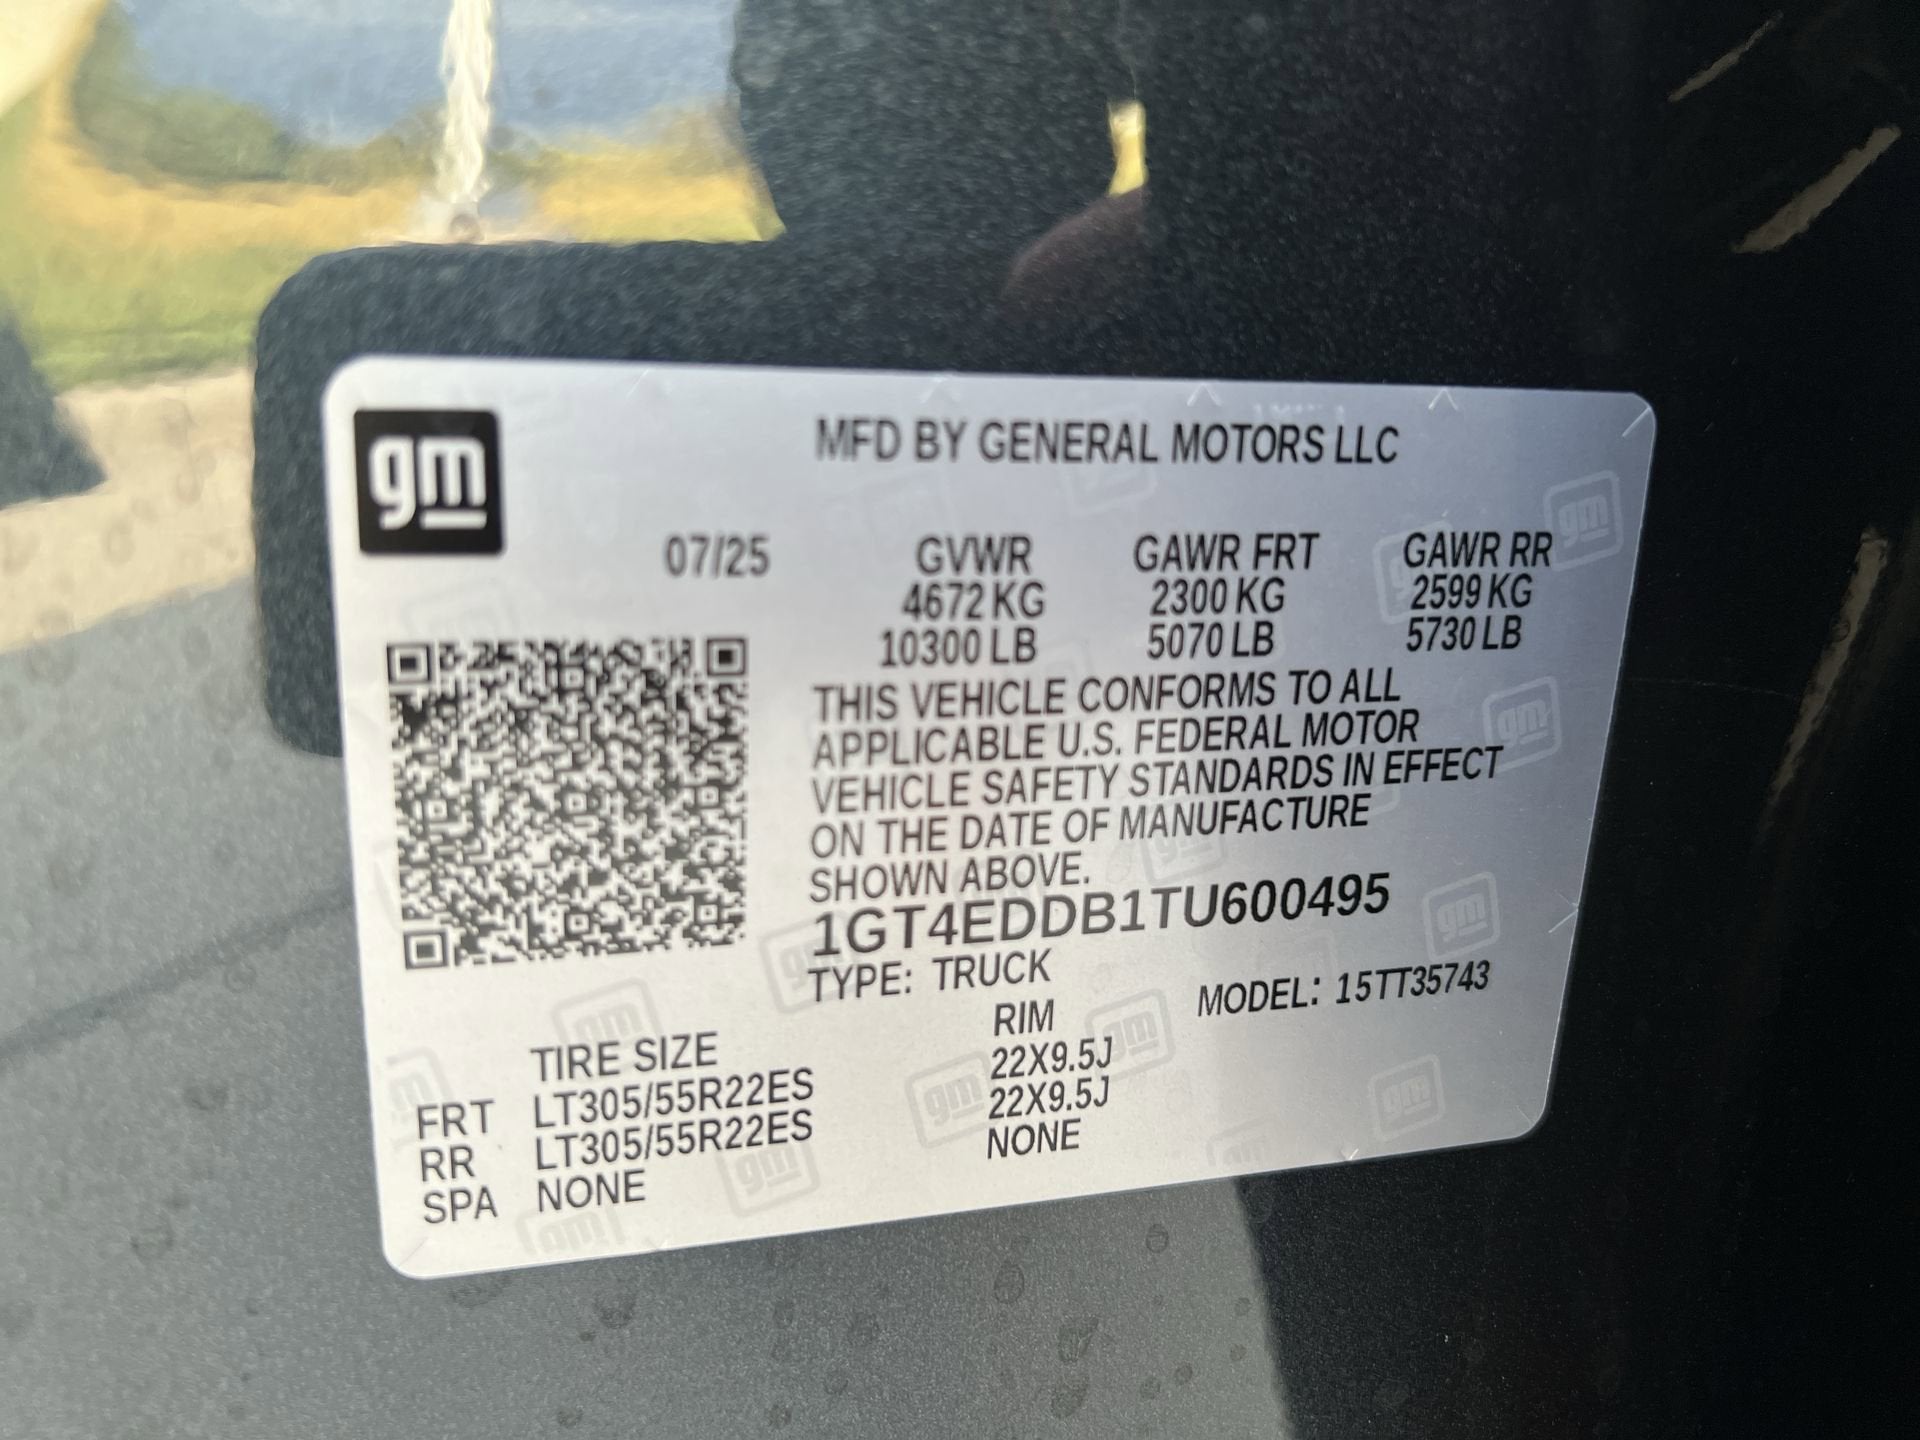 gm
MFD BY GENERAL MOTORS LLC
07/25 GVWR GAWR FRT GAWR RR
4672 KG 2300 KG 2599 KG
10300 LB 5070 LB 5730 LB
THIS VEHICLE CONFORMS TO ALL
APPLICABLE U.S. FEDERAL MOTOR
VEHICLE SAFETY STANDARDS IN EFFECT
ON THE DATE OF MANUFACTURE
SHOWN ABOVE.
1GT4EDDB1TU600495
TYPE: TRUCK MODEL: 15TT35743
TIRE SIZE RIM
FRT LT305/55R22ES 22X9.5J
RR LT305/55R22ES 22X9.5J
SPA NONE NONE